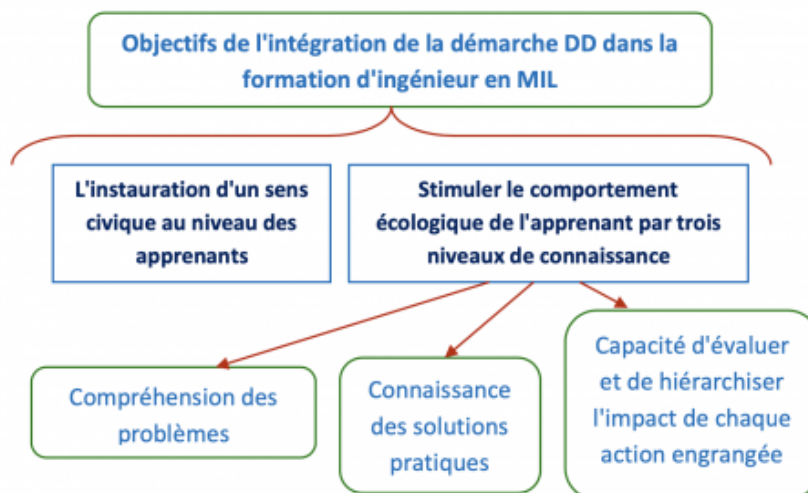 Objectifs de l'intégration de la démarche DD dans la
formation d'ingénieur en MIL
L'instauration d'un sens
civique au niveau des
apprenants
Stimuler le comportement
écologique de l'apprenant par trois
niveaux de connaissance
Compréhension des
problèmes
Connaissance
des solutions
pratiques
Capacité d'évaluer
et de hiérarchiser
l'impact de chaque
action engrangée